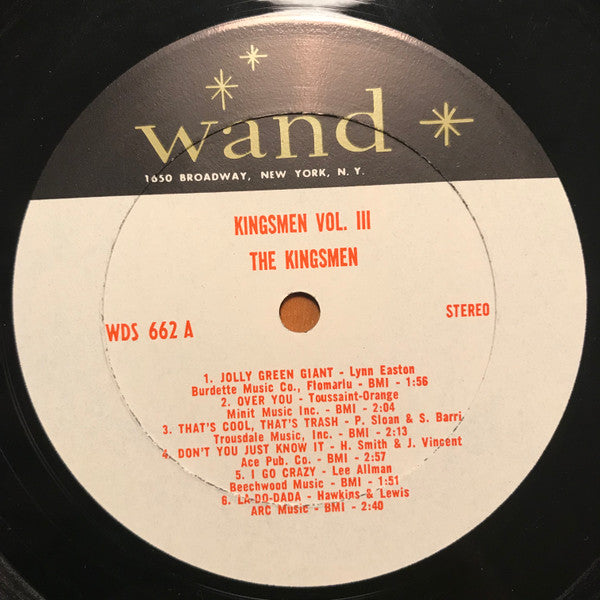 wand
1650 BROADWAY, NEW YORK, N.Y.
KINGSMEN VOL. III
THE KINGSMEN
WDS 662 A
STEREO
1. JOLLY GREEN GIANT - Lynn Easton
Burdette Music Co., Flomarlu - BMI - 1:56
2. OVER YOU - Toussaint-Orange
Minit Music Inc. - BMI - 2:04
3. THAT'S COOL, THAT'S TRASH - P. Sloan & S. Barri
Trousdale Music, Inc. - BMI - 2:13
4. DON'T YOU JUST KNOW IT - H. Smith & J. Vincent
Ace Pub. Co. - BMI - 2:57
5. I GO CRAZY - Lee Allman
Beechwood Music - BMI - 1:51
6. LA-DO-DADA - Hawkins & Lewis
ARC Music - BMI - 2:40